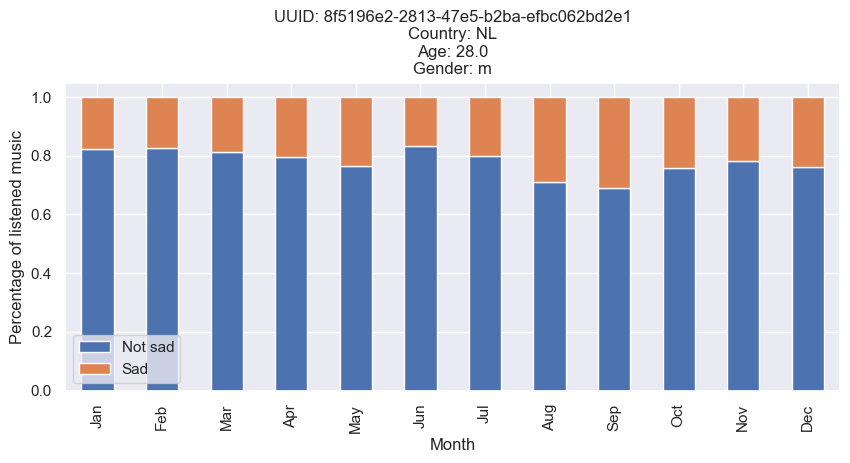 UUID: 8f5196e2-2813-47e5-b2ba-efbc062bd2e1
Country: NL
Age: 28.0
Gender: m
Percentage of listened music
1.0
0.8
0.6
0.4
0.2
0.0
Not sad
Sad
Jan
Feb
Mar
Apr
May
Jun
Jul
Aug
Sep
Oct
Nov
Dec
Month